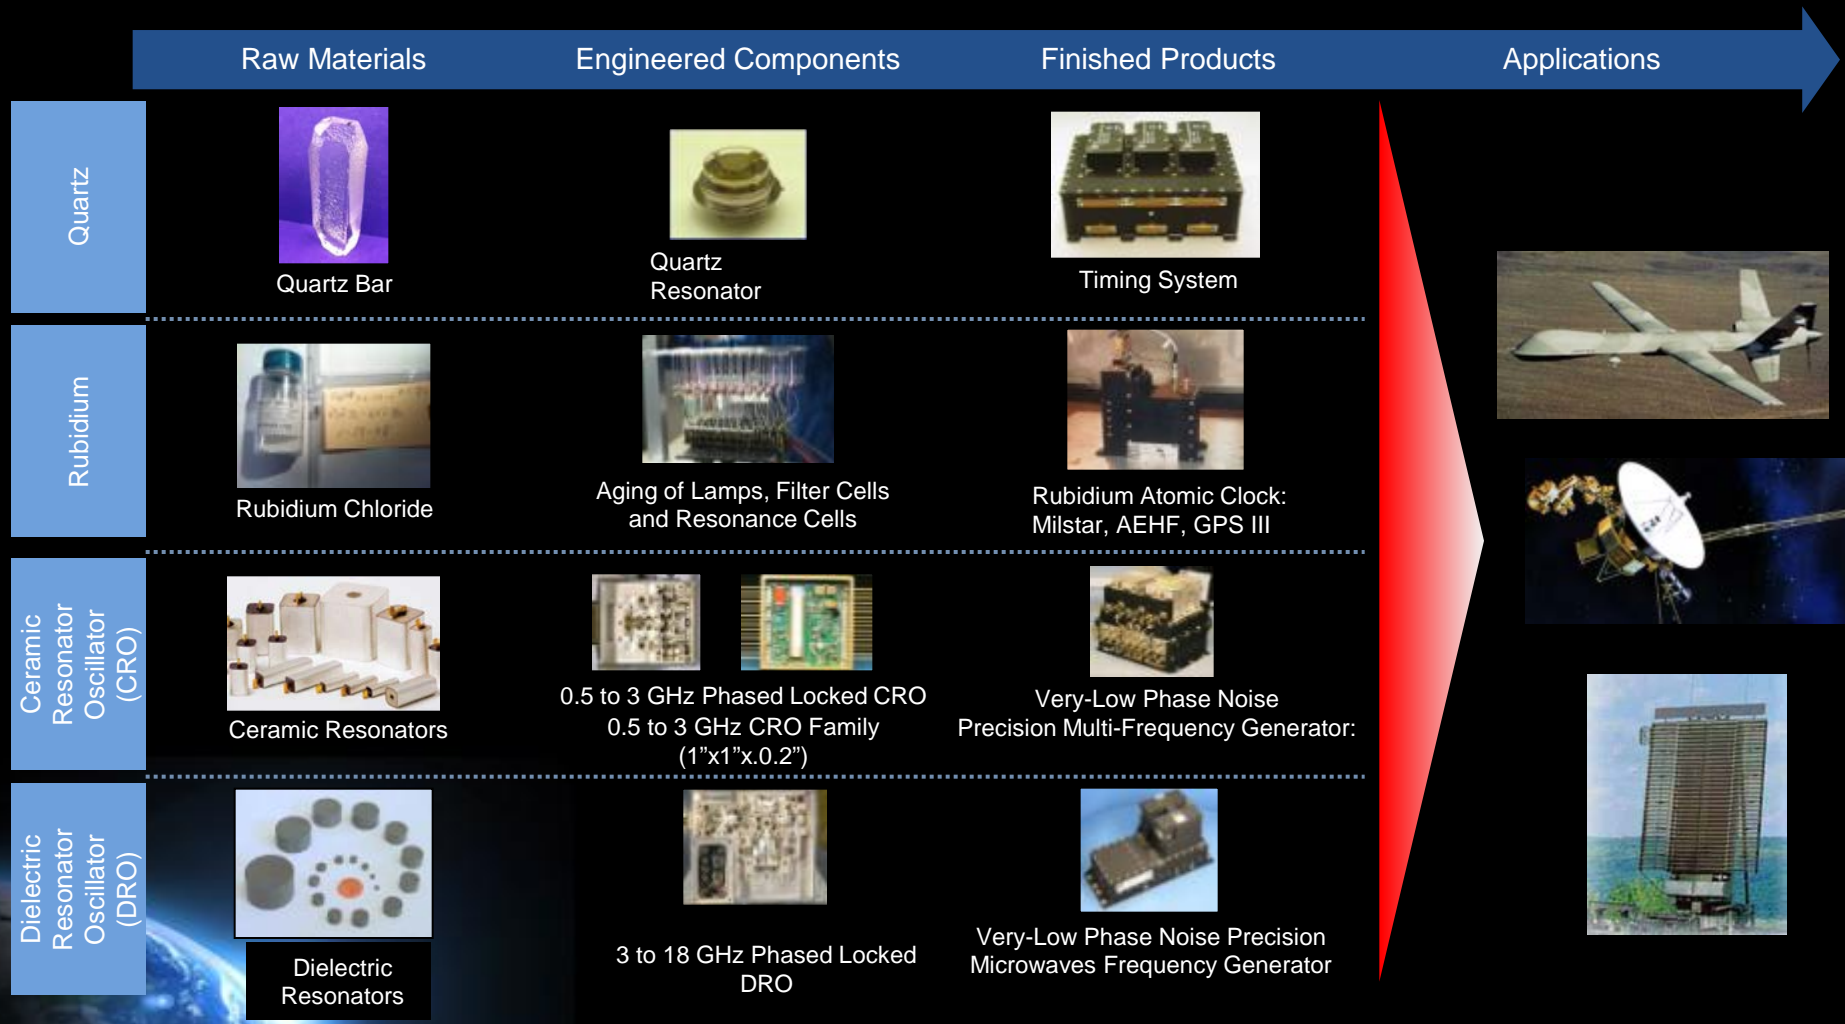 Raw Materials
Engineered Components
Finished Products
Applications
Quartz
Quartz Bar
Quartz
Resonator
Timing System
Rubidium
Rubidium Chloride
Aging of Lamps, Filter Cells
and Resonance Cells
Rubidium Atomic Clock:
Milstar, AEHF, GPS III
Ceramic
Resonator
Oscillator
(CRO)
Ceramic Resonators
0.5 to 3 GHz Phased Locked CRO
0.5 to 3 GHz CRO Family
(1”x1”x.0.2”)
Very-Low Phase Noise
Precision Multi-Frequency Generator:
Dielectric
Resonator
Oscillator
(DRO)
Dielectric
Resonators
3 to 18 GHz Phased Locked
DRO
Very-Low Phase Noise Precision
Microwaves Frequency Generator